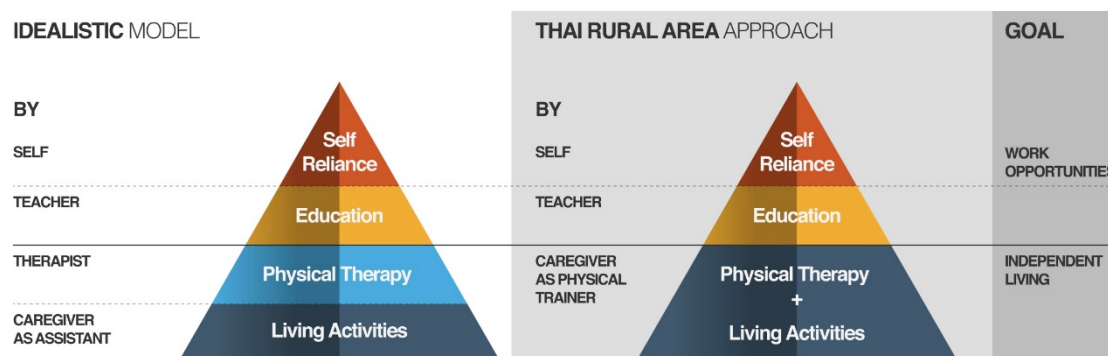 IDEALISTIC MODEL
BY
SELF
TEACHER
THERAPIST
CAREGIVER
AS ASSISTANT
Self
Reliance
Education
Physical Therapy
Living Activities
THAI RURAL AREA APPROACH
BY
SELF
TEACHER
CAREGIVER
AS PHYSICAL
TRAINER
Self
Reliance
Education
Physical Therapy
+
Living Activities
GOAL
WORK
OPPORTUNITIES
INDEPENDENT
LIVING